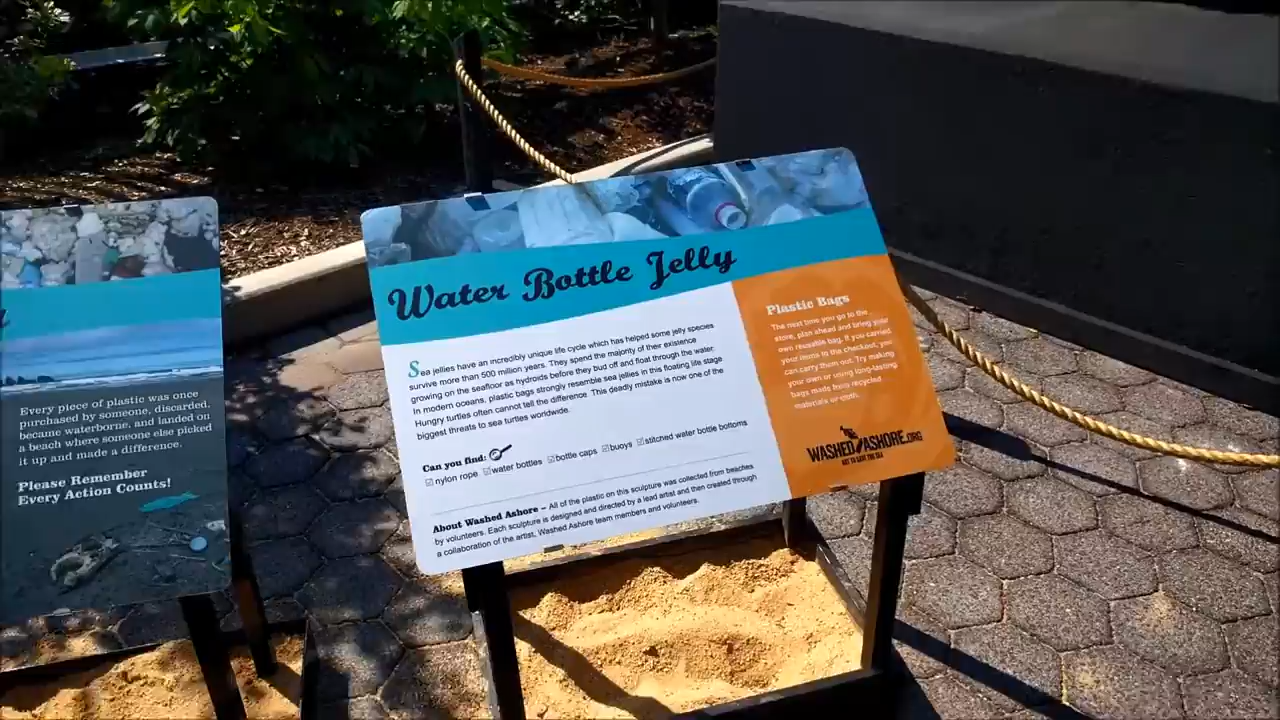 Every piece of plastic was once
purchased by someone, discarded,
became waterborne, and landed on
a beach where someone else picked
it up and made a difference.
Please Remember
Every Action Counts!
Water Bottle Jelly
Sea jellies have an incredibly unique life cycle which has helped some jelly species
survive more than 500 million years. They spend the majority of their existence
growing on the seafloor as hydroids before they bud off and float through the water.
In modern oceans, plastic bags strongly resemble sea jellies in this floating life stage
Hungry turtles often cannot tell the difference. This deadly mistake is now one of the
biggest threats to sea turtles worldwide.
Can you find:
☑ nylon rope ☑ water bottles ☑ bottle caps ☑ buoys ☑ stitched water bottle bottoms
About Washed Ashore – All of the plastic on this sculpture was collected from beaches
by volunteers. Each sculpture is designed and directed by a lead artist and then created through
a collaboration of the artist, Washed Ashore team members and volunteers.
Plastic Bags
The next time you go to the
store, plan ahead and bring your
own reusable bag. If you carried
your items to the checkout, you
can carry them out. Try making
your own or using long-lasting
bags made from recycled
materials or cloth.
WASHED ASHORE.ORG
ART TO SAVE THE SEA